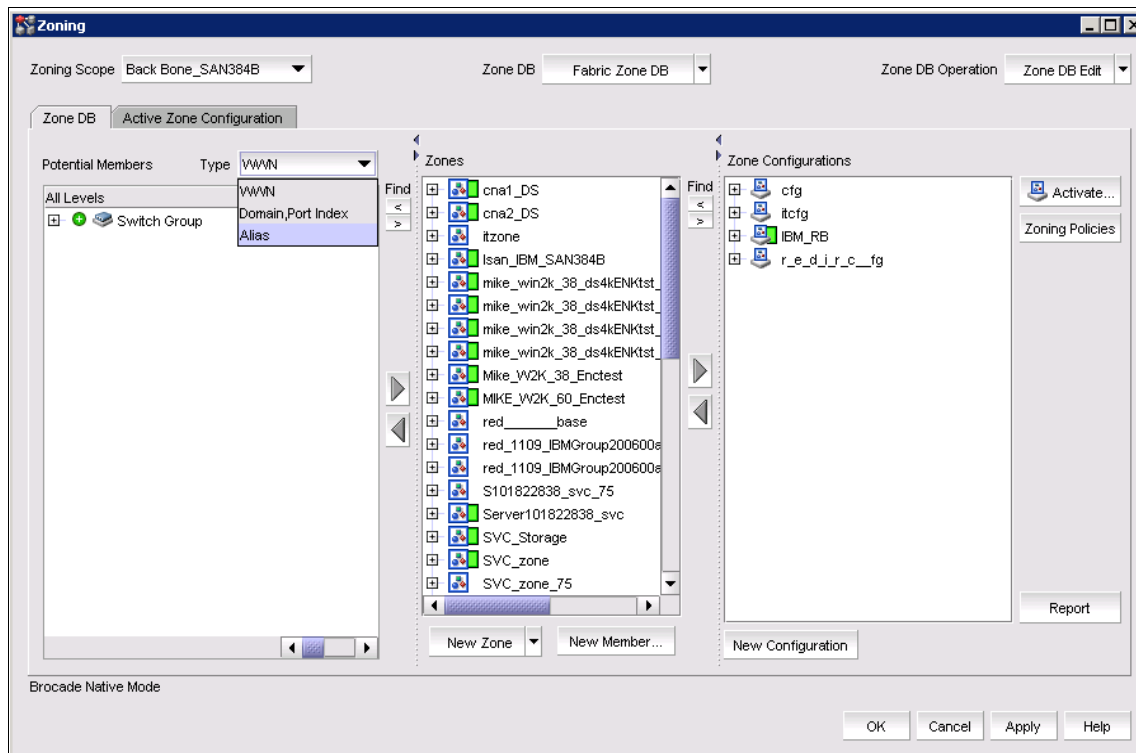 Zoning
Zoning Scope Back Bone_SAN384B Zone DB Fabric Zone DB Zone DB Operation Zone DB Edit
Zone DB Active Zone Configuration
Potential Members Type WWN
All Levels
Switch Group
WWN
Domain,Port Index
Alias
Find
<
>
Zones
cna1_DS
cna2_DS
itzone
lsan_IBM_SAN384B
mike_win2k_38_ds4kENKtst_
mike_win2k_38_ds4kENKtst_
mike_win2k_38_ds4kENKtst_
mike_win2k_38_ds4kENKtst_
Mike_W2K_38_Enctest
MIKE_W2K_60_Enctest
red_______base
red_1109_IBMGroup200600a
red_1109_IBMGroup200600a
S101822838_svc_75
Server101822838_svc
SVC_Storage
SVC_zone
SVC_zone_75
New Zone New Member...
Find
<
>
Zone Configurations
cfg
itcfg
IBM_RB
r_e_d_i_r_c__fg
New Configuration
Activate...
Zoning Policies
Report
Brocade Native Mode
OK Cancel Apply Help